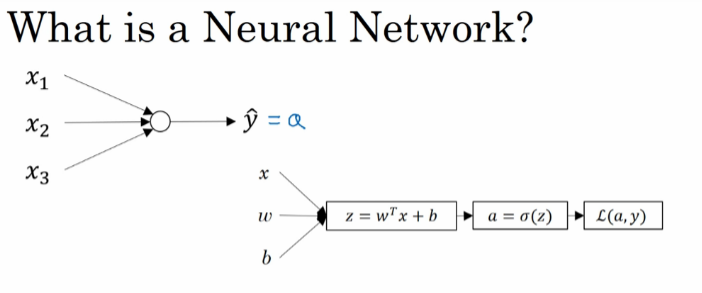 What is a Neural Network?
x₁
x₂
ŷ = a
x₃
x
w
z = wᵀx + b
a = σ(z)
ℒ(a, y)
b